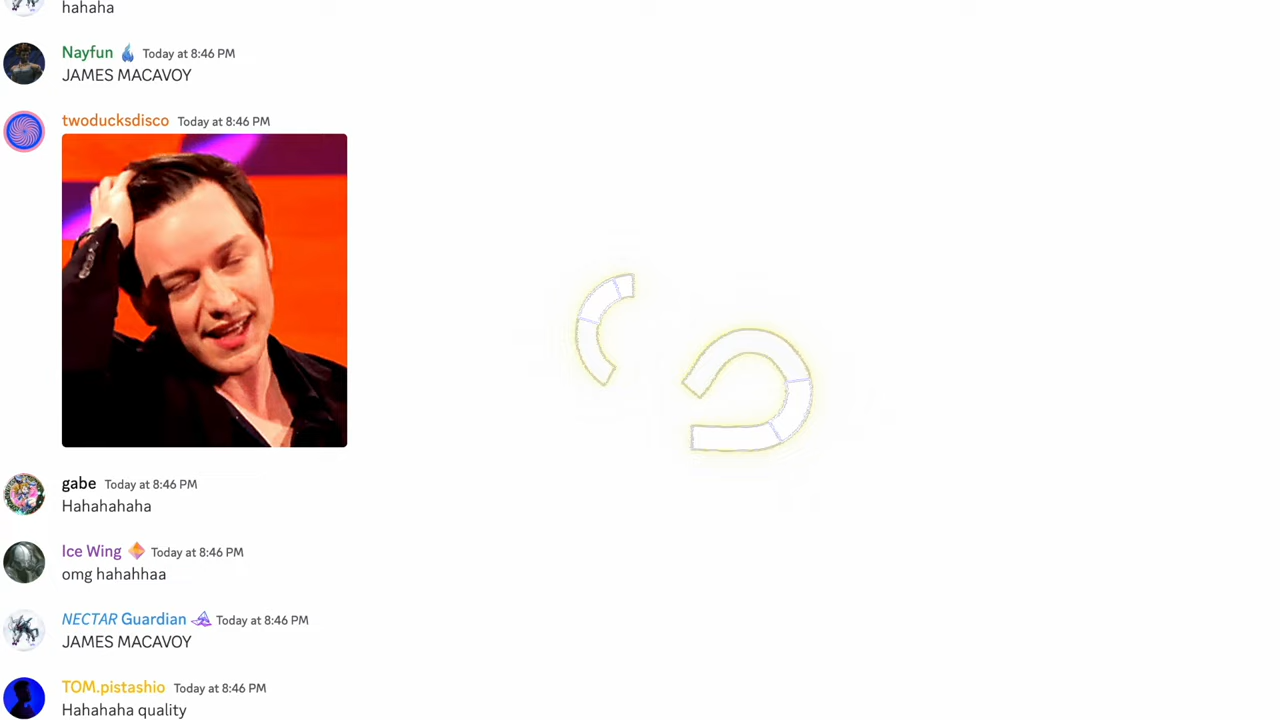 hahaha
Nayfun Today at 8:46 PM
JAMES MACAVOY
twoducksdisco Today at 8:46 PM
gabe Today at 8:46 PM
Hahahahaha
Ice Wing Today at 8:46 PM
omg hahahhaa
NECTAR Guardian Today at 8:46 PM
JAMES MACAVOY
TOM.pistashio Today at 8:46 PM
Hahahaha quality